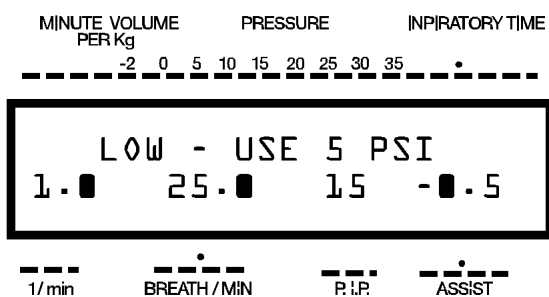 MINUTE VOLUME PRESSURE INPIRATORY TIME
PER Kg
-2 0 5 10 15 20 25 30 35
LOW - USE 5 PSI
1.0 25.0 15 -0.5
1/min BREATH/MIN P.I.P. ASSIST